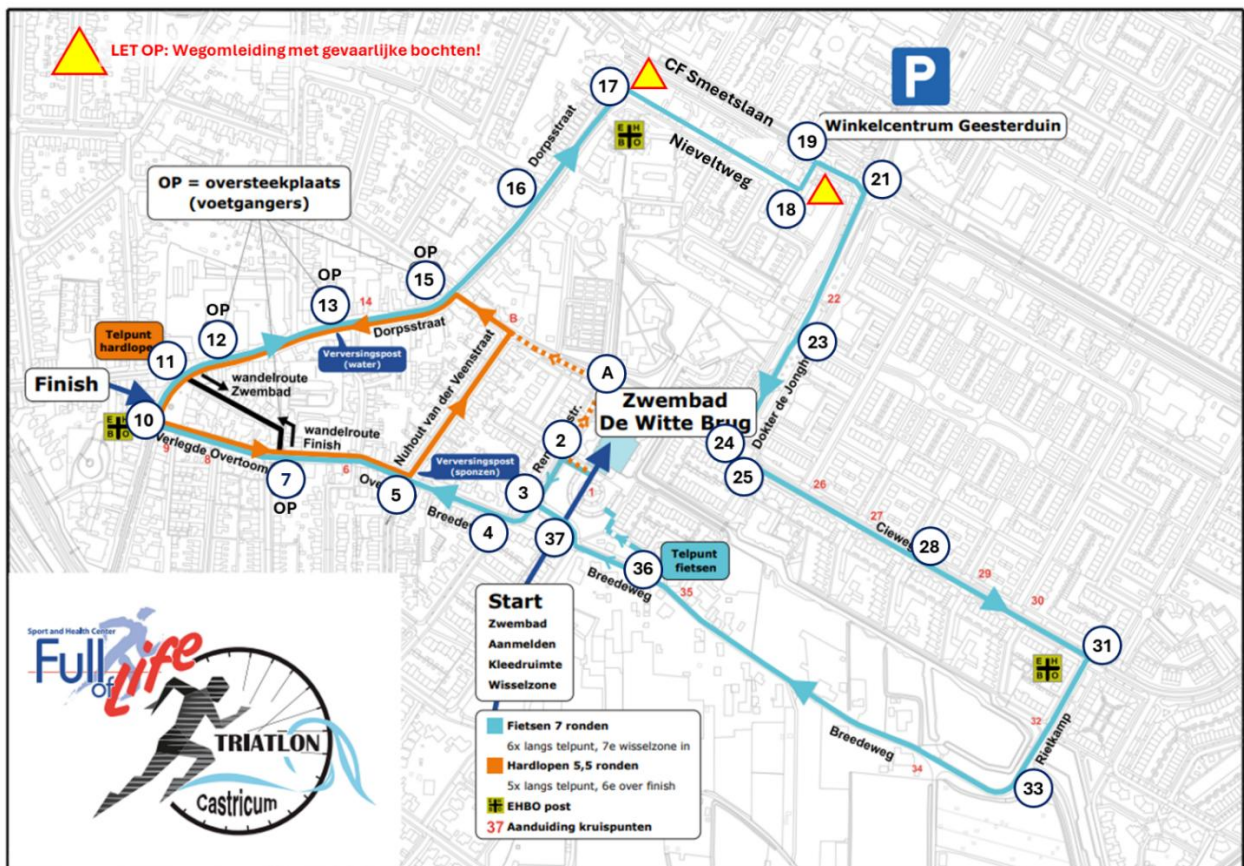 LET OP: Wegomleiding met gevaarlijke bochten!
17
CF Smeetslaan
P
Winkelcentrum Geesterduin
E H
B O
19
Nieveltweg
21
18
Dorpsstraat
16
OP = oversteekplaats
(voetgangers)
OP
15
OP
13
14
OP
12
22
23
B
Dorpsstraat
Telpunt
11
Verversingspost
(water)
wandelroute
Zwembad
Finish
10
E H
B O
Nuhout van der Veenstraat
A
Zwembad
De Witte Brug
Dokter de Jongh
24
25
str.
2
wandelroute
Finish
Verlegde Overtoom
9
8
7
OP
6
5
Verversingspost
(sponzen)
3
1
4
37
36
Telpunt
fietsen
35
Breedeweg
26
27
Cieweg
28
29
30
31
E H
B O
32
Rietkamp
33
34
Breedeweg
Start
Zwembad
Aanmelden
Kleedruimte
Wisselzone
Fietsen 7 ronden
6x langs telpunt, 7e wisselzone in
Hardlopen 5,5 ronden
5x langs telpunt, 6e over finish
EHBO post
37 Aanduiding kruispunten
Sport and Health Center
Full
of
Life
TRIATLON
Castricum